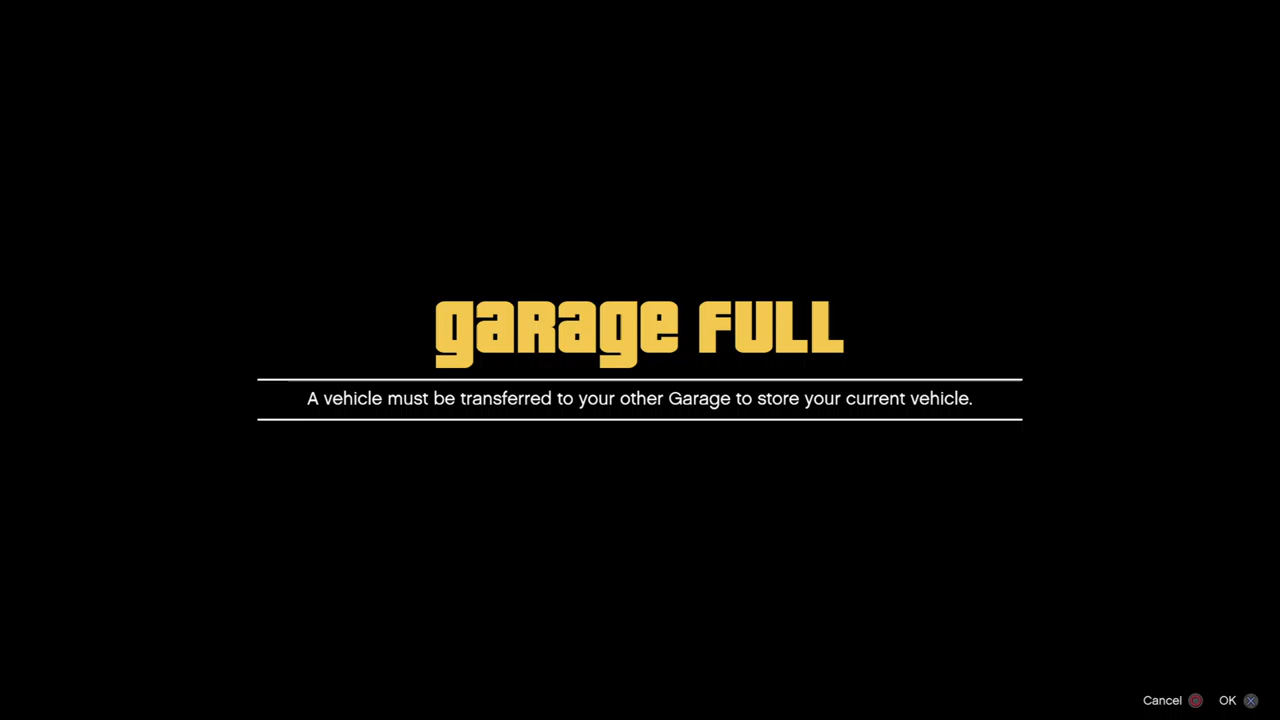 garage FULL
A vehicle must be transferred to your other Garage to store your current vehicle.
Cancel OK